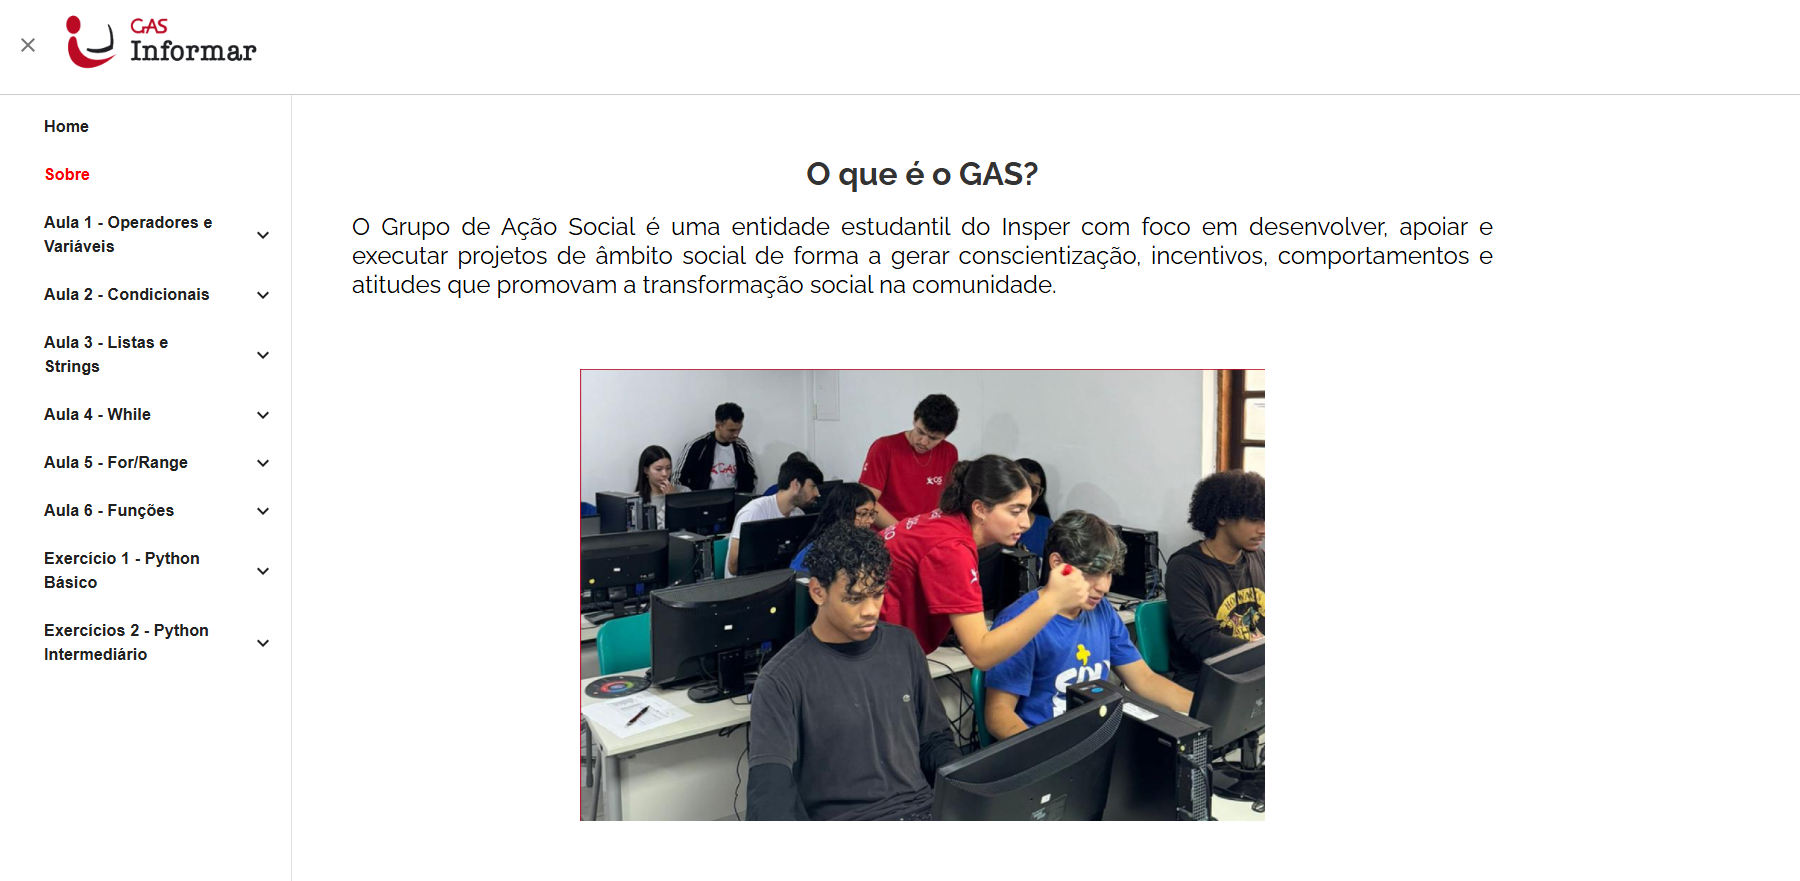 GAS
Informar
Home
Sobre
Aula 1 - Operadores e
Variáveis
Aula 2 - Condicionais
Aula 3 - Listas e
Strings
Aula 4 - While
Aula 5 - For/Range
Aula 6 - Funções
Exercício 1 - Python
Básico
Exercícios 2 - Python
Intermediário
O que é o GAS?
O Grupo de Ação Social é uma entidade estudantil do Insper com foco em desenvolver, apoiar e
executar projetos de âmbito social de forma a gerar conscientização, incentivos, comportamentos e
atitudes que promovam a transformação social na comunidade.
GAS